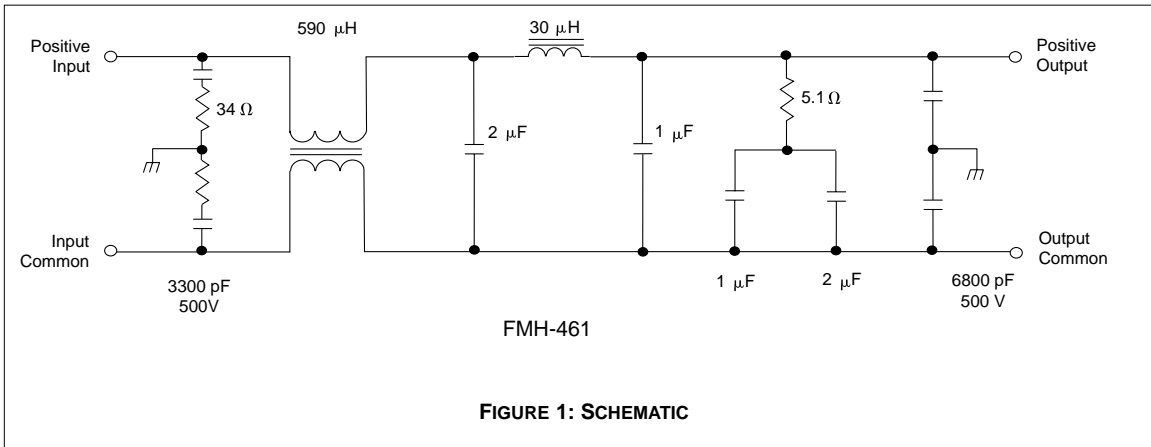 590 µH
30 µH
Positive
Input
Positive
Output
34 Ω
5.1 Ω
2 µF
1 µF
Input
Common
Output
Common
3300 pF
500V
1 µF
2 µF
6800 pF
500 V
FMH-461
FIGURE 1: SCHEMATIC